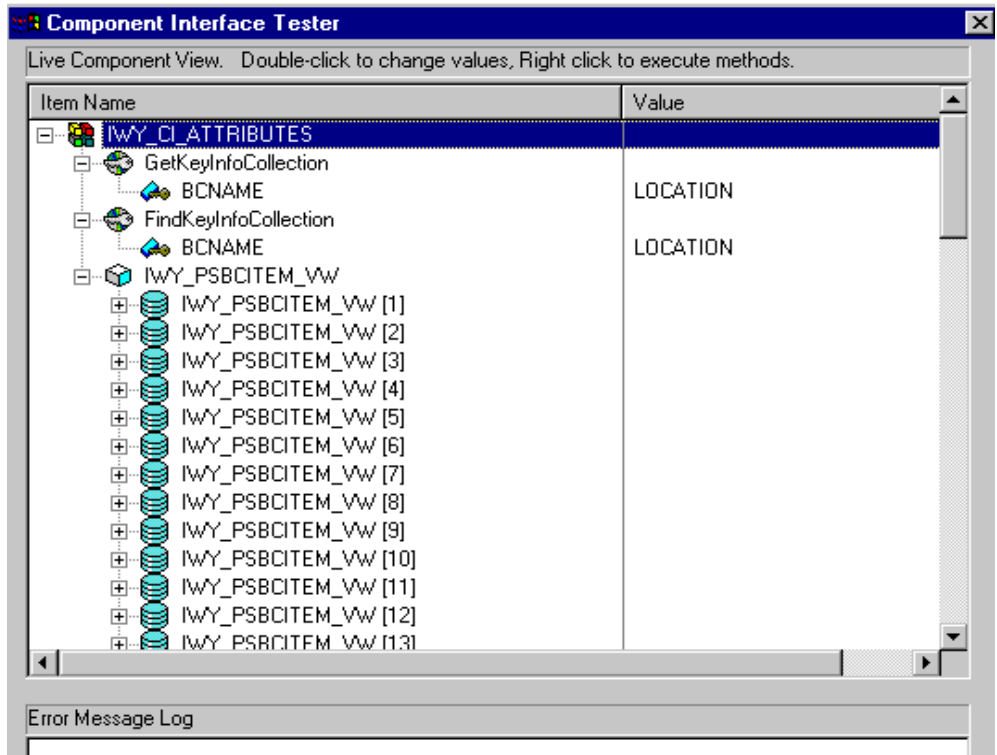 Component Interface Tester
Live Component View. Double-click to change values, Right click to execute methods.
Item Name Value
IWY_CI_ATTRIBUTES
GetKeyInfoCollection
BCNAME LOCATION
FindKeyInfoCollection
BCNAME LOCATION
IWY_PSBCITEM_VW
IWY_PSBCITEM_VW [1]
IWY_PSBCITEM_VW [2]
IWY_PSBCITEM_VW [3]
IWY_PSBCITEM_VW [4]
IWY_PSBCITEM_VW [5]
IWY_PSBCITEM_VW [6]
IWY_PSBCITEM_VW [7]
IWY_PSBCITEM_VW [8]
IWY_PSBCITEM_VW [9]
IWY_PSBCITEM_VW [10]
IWY_PSBCITEM_VW [11]
IWY_PSBCITEM_VW [12]
IWY_PSBCITEM_VW [13]
Error Message Log